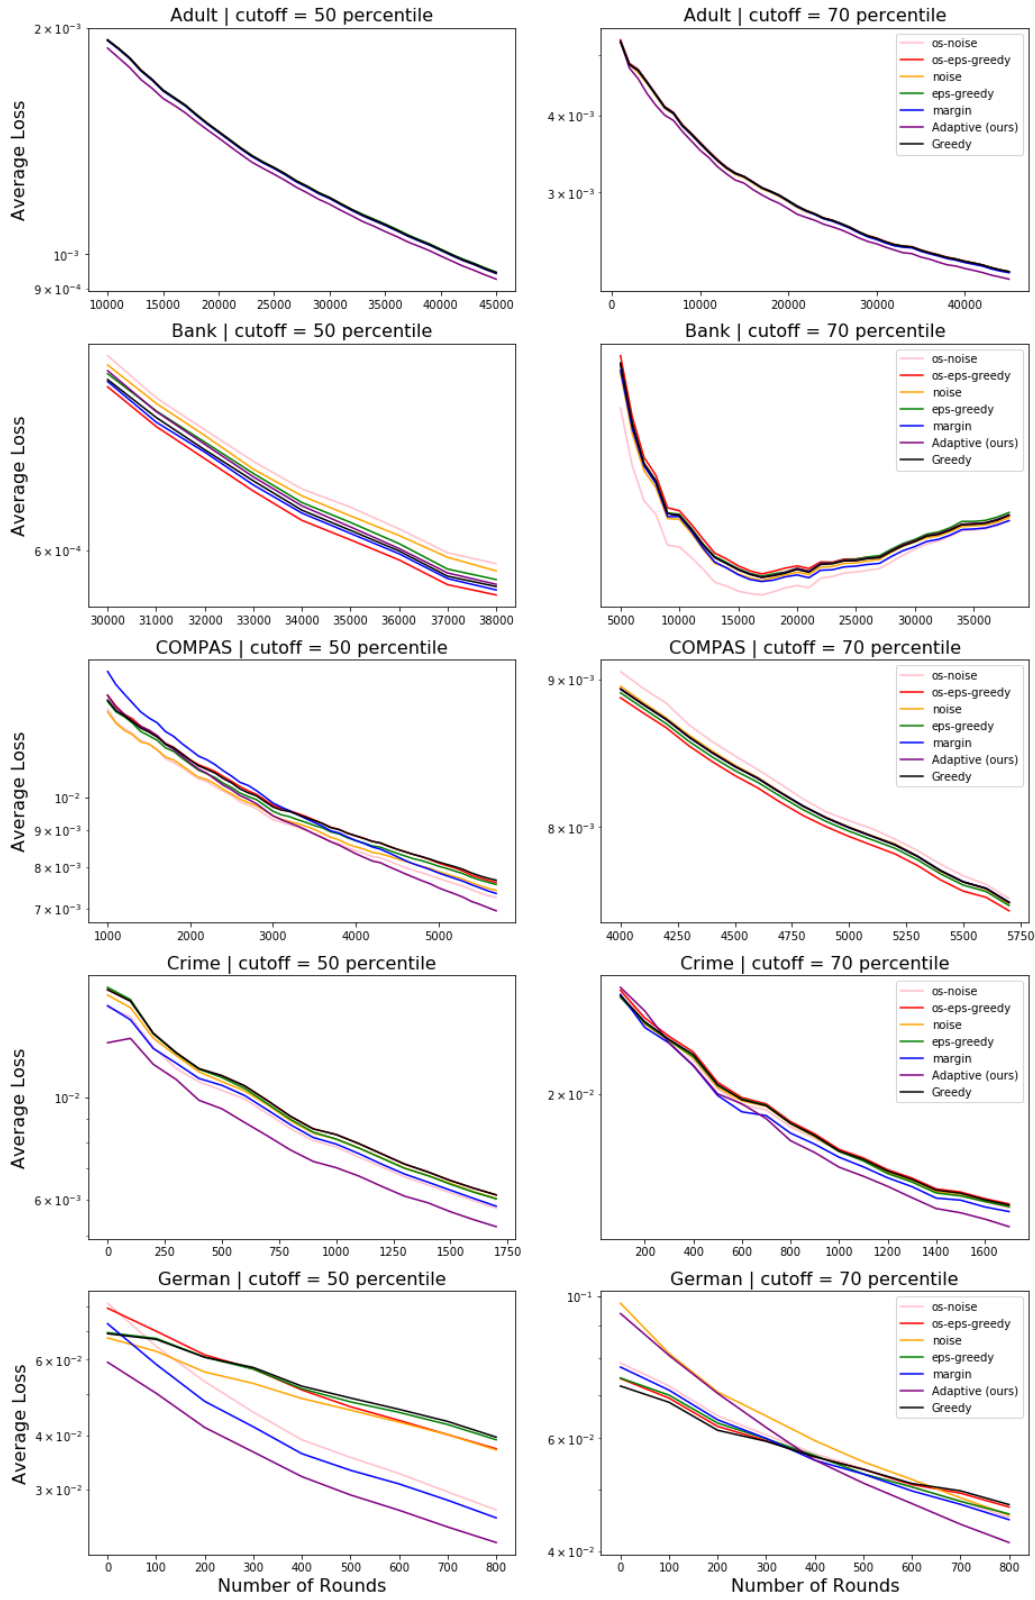 Adult | cutoff = 50 percentile
Average Loss
2 × 10⁻³
10⁻³
9 × 10⁻⁴
10000 15000 20000 25000 30000 35000 40000 45000
Adult | cutoff = 70 percentile
4 × 10⁻³
3 × 10⁻³
0 10000 20000 30000 40000
os-noise
os-eps-greedy
noise
eps-greedy
margin
Adaptive (ours)
Greedy
Bank | cutoff = 50 percentile
Average Loss
6 × 10⁻⁴
30000 31000 32000 33000 34000 35000 36000 37000 38000
Bank | cutoff = 70 percentile
5000 10000 15000 20000 25000 30000 35000
os-noise
os-eps-greedy
noise
eps-greedy
margin
Adaptive (ours)
Greedy
COMPAS | cutoff = 50 percentile
Average Loss
10⁻²
9 × 10⁻³
8 × 10⁻³
7 × 10⁻³
1000 2000 3000 4000 5000
COMPAS | cutoff = 70 percentile
9 × 10⁻³
8 × 10⁻³
4000 4250 4500 4750 5000 5250 5500 5750
os-noise
os-eps-greedy
noise
eps-greedy
margin
Adaptive (ours)
Greedy
Crime | cutoff = 50 percentile
Average Loss
10⁻²
6 × 10⁻³
0 250 500 750 1000 1250 1500 1750
Crime | cutoff = 70 percentile
2 × 10⁻²
200 400 600 800 1000 1200 1400 1600
os-noise
os-eps-greedy
noise
eps-greedy
margin
Adaptive (ours)
Greedy
German | cutoff = 50 percentile
Average Loss
6 × 10⁻²
4 × 10⁻²
3 × 10⁻²
0 100 200 300 400 500 600 700 800
Number of Rounds
German | cutoff = 70 percentile
10⁻¹
6 × 10⁻²
4 × 10⁻²
0 100 200 300 400 500 600 700 800
Number of Rounds
os-noise
os-eps-greedy
noise
eps-greedy
margin
Adaptive (ours)
Greedy